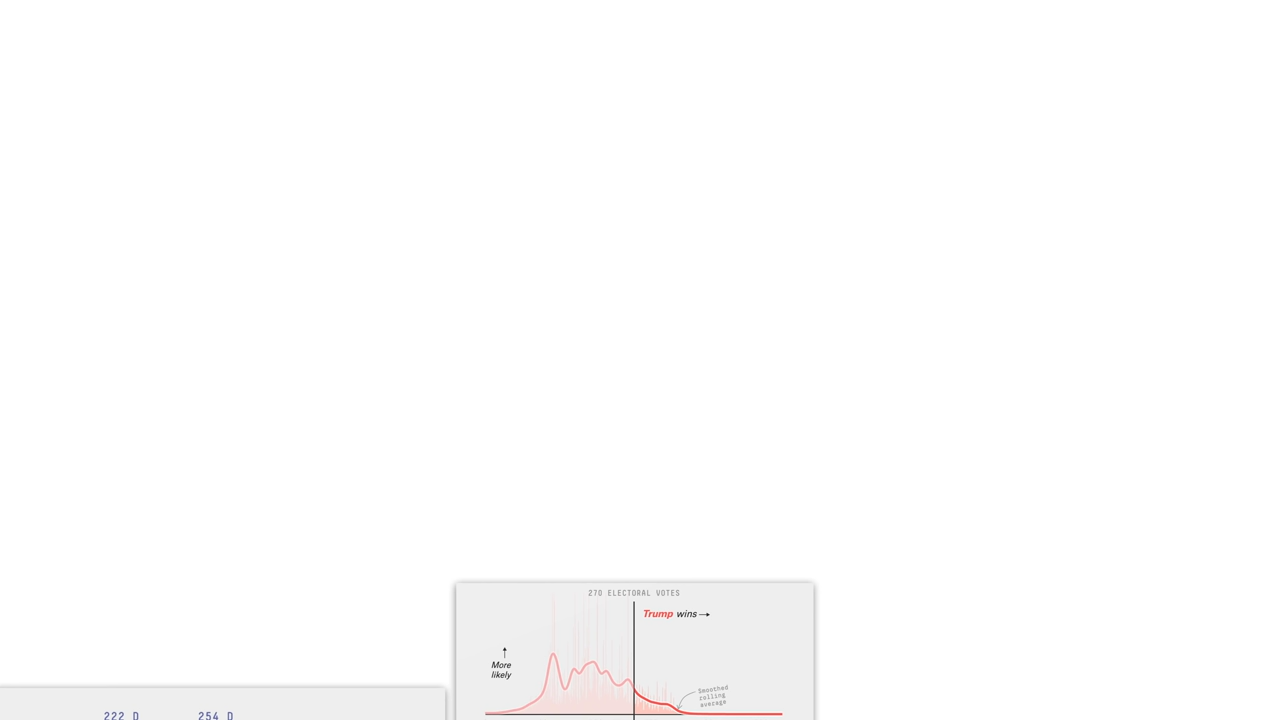 270 ELECTORAL VOTES
Trump wins
More
likely
Smoothed
rolling
average
222 D
254 D